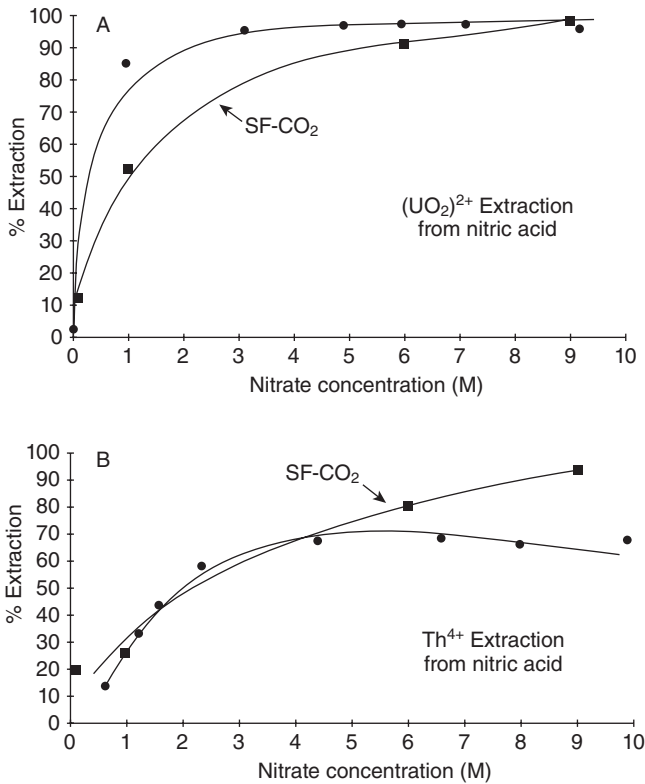 100
A
90
80
70
SF-CO2
60
50
% Extraction
40
(UO2)2+ Extraction
from nitric acid
30
20
10
0
0 1 2 3 4 5 6 7 8 9 10
Nitrate concentration (M)
100
B
90
SF-CO2
80
70
60
50
% Extraction
40
30
Th4+ Extraction
from nitric acid
20
10
0
0 1 2 3 4 5 6 7 8 9 10
Nitrate concentration (M)